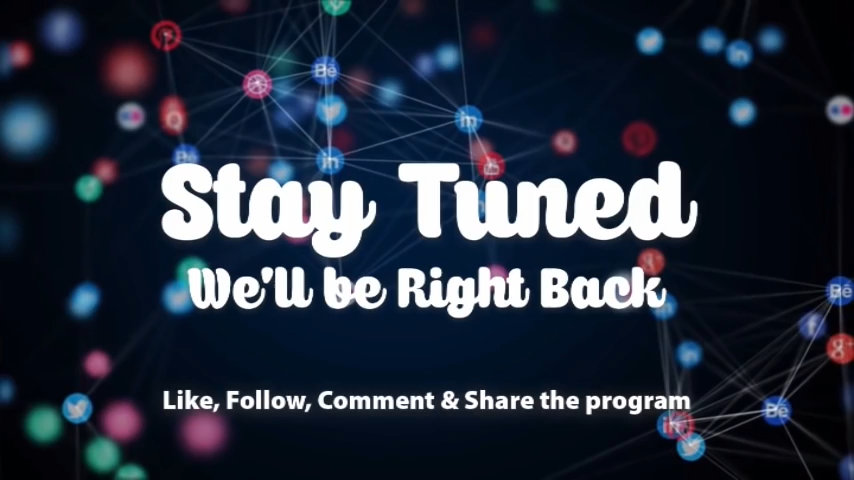 Stay Tuned
We'll be Right Back
Like, Follow, Comment & Share the program